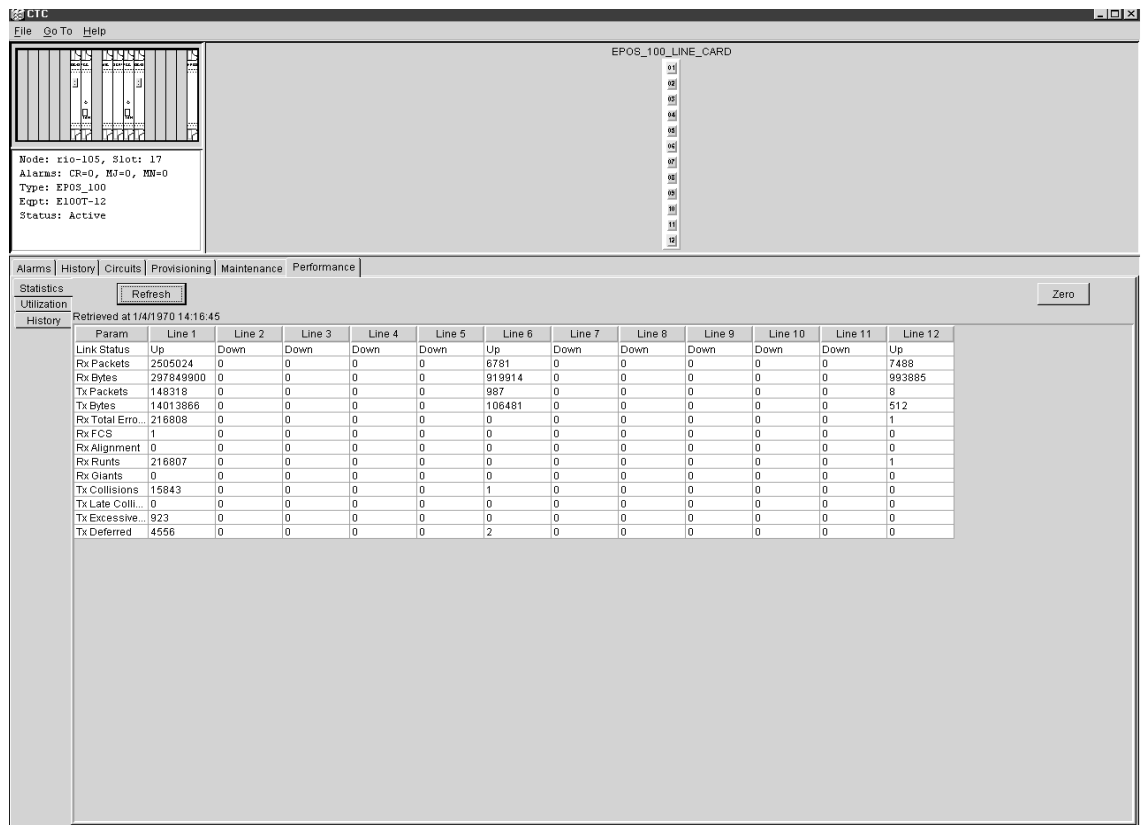 CTC
File Go To Help
EPOS_100_LINE_CARD
01
02
03
04
05
06
07
08
09
10
11
12
Node: rio-105, Slot: 17
Alarms: CR=0, MJ=0, MN=0
Type: EPOS_100
Eqpt: E100T-12
Status: Active
Alarms History Circuits Provisioning Maintenance Performance
Statistics
Utilization
History
Refresh
Zero
Retrieved at 1/4/1970 14:16:45
Param Line 1 Line 2 Line 3 Line 4 Line 5 Line 6 Line 7 Line 8 Line 9 Line 10 Line 11 Line 12
Link Status Up Down Down Down Down Up Down Down Down Down Down Up
Rx Packets 2505024 0 0 0 0 6781 0 0 0 0 0 7488
Rx Bytes 297849900 0 0 0 0 919914 0 0 0 0 0 993885
Tx Packets 148318 0 0 0 0 987 0 0 0 0 0 8
Tx Bytes 14013866 0 0 0 0 106481 0 0 0 0 0 512
Rx Total Erro... 216808 0 0 0 0 0 0 0 0 0 0 1
Rx FCS 1 0 0 0 0 0 0 0 0 0 0 0
Rx Alignment 0 0 0 0 0 0 0 0 0 0 0 0
Rx Runts 216807 0 0 0 0 0 0 0 0 0 0 1
Rx Giants 0 0 0 0 0 0 0 0 0 0 0 0
Tx Collisions 15843 0 0 0 0 1 0 0 0 0 0 0
Tx Late Colli... 0 0 0 0 0 0 0 0 0 0 0 0
Tx Excessive... 923 0 0 0 0 0 0 0 0 0 0 0
Tx Deferred 4556 0 0 0 0 2 0 0 0 0 0 0